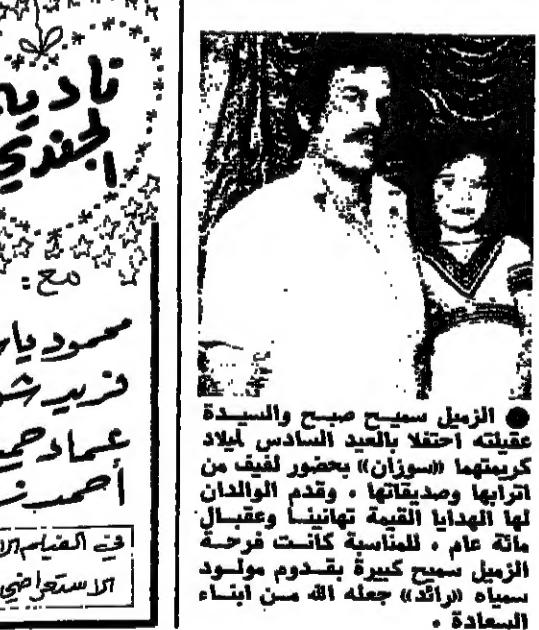 ● الزميل سميح صبح والسيدة
عقيلته احتفلا بالعيد السادس لميلاد
كريمتهما «سوزان» بحضور لفيف من
اترابها وصديقاتها . وقدم الوالدان
لها الهدايا القيمة تهانينا وعقبال
مائة عام . للمناسبة كانت فرحة
الزميل سميح كبيرة بقدوم مولود
سمياه «رائد» جعله الله من ابناء
السعادة .
نادية
الجندي
مع :
محمود
فريد
عماد
أحمد
في الفيلم
الاستعراضي